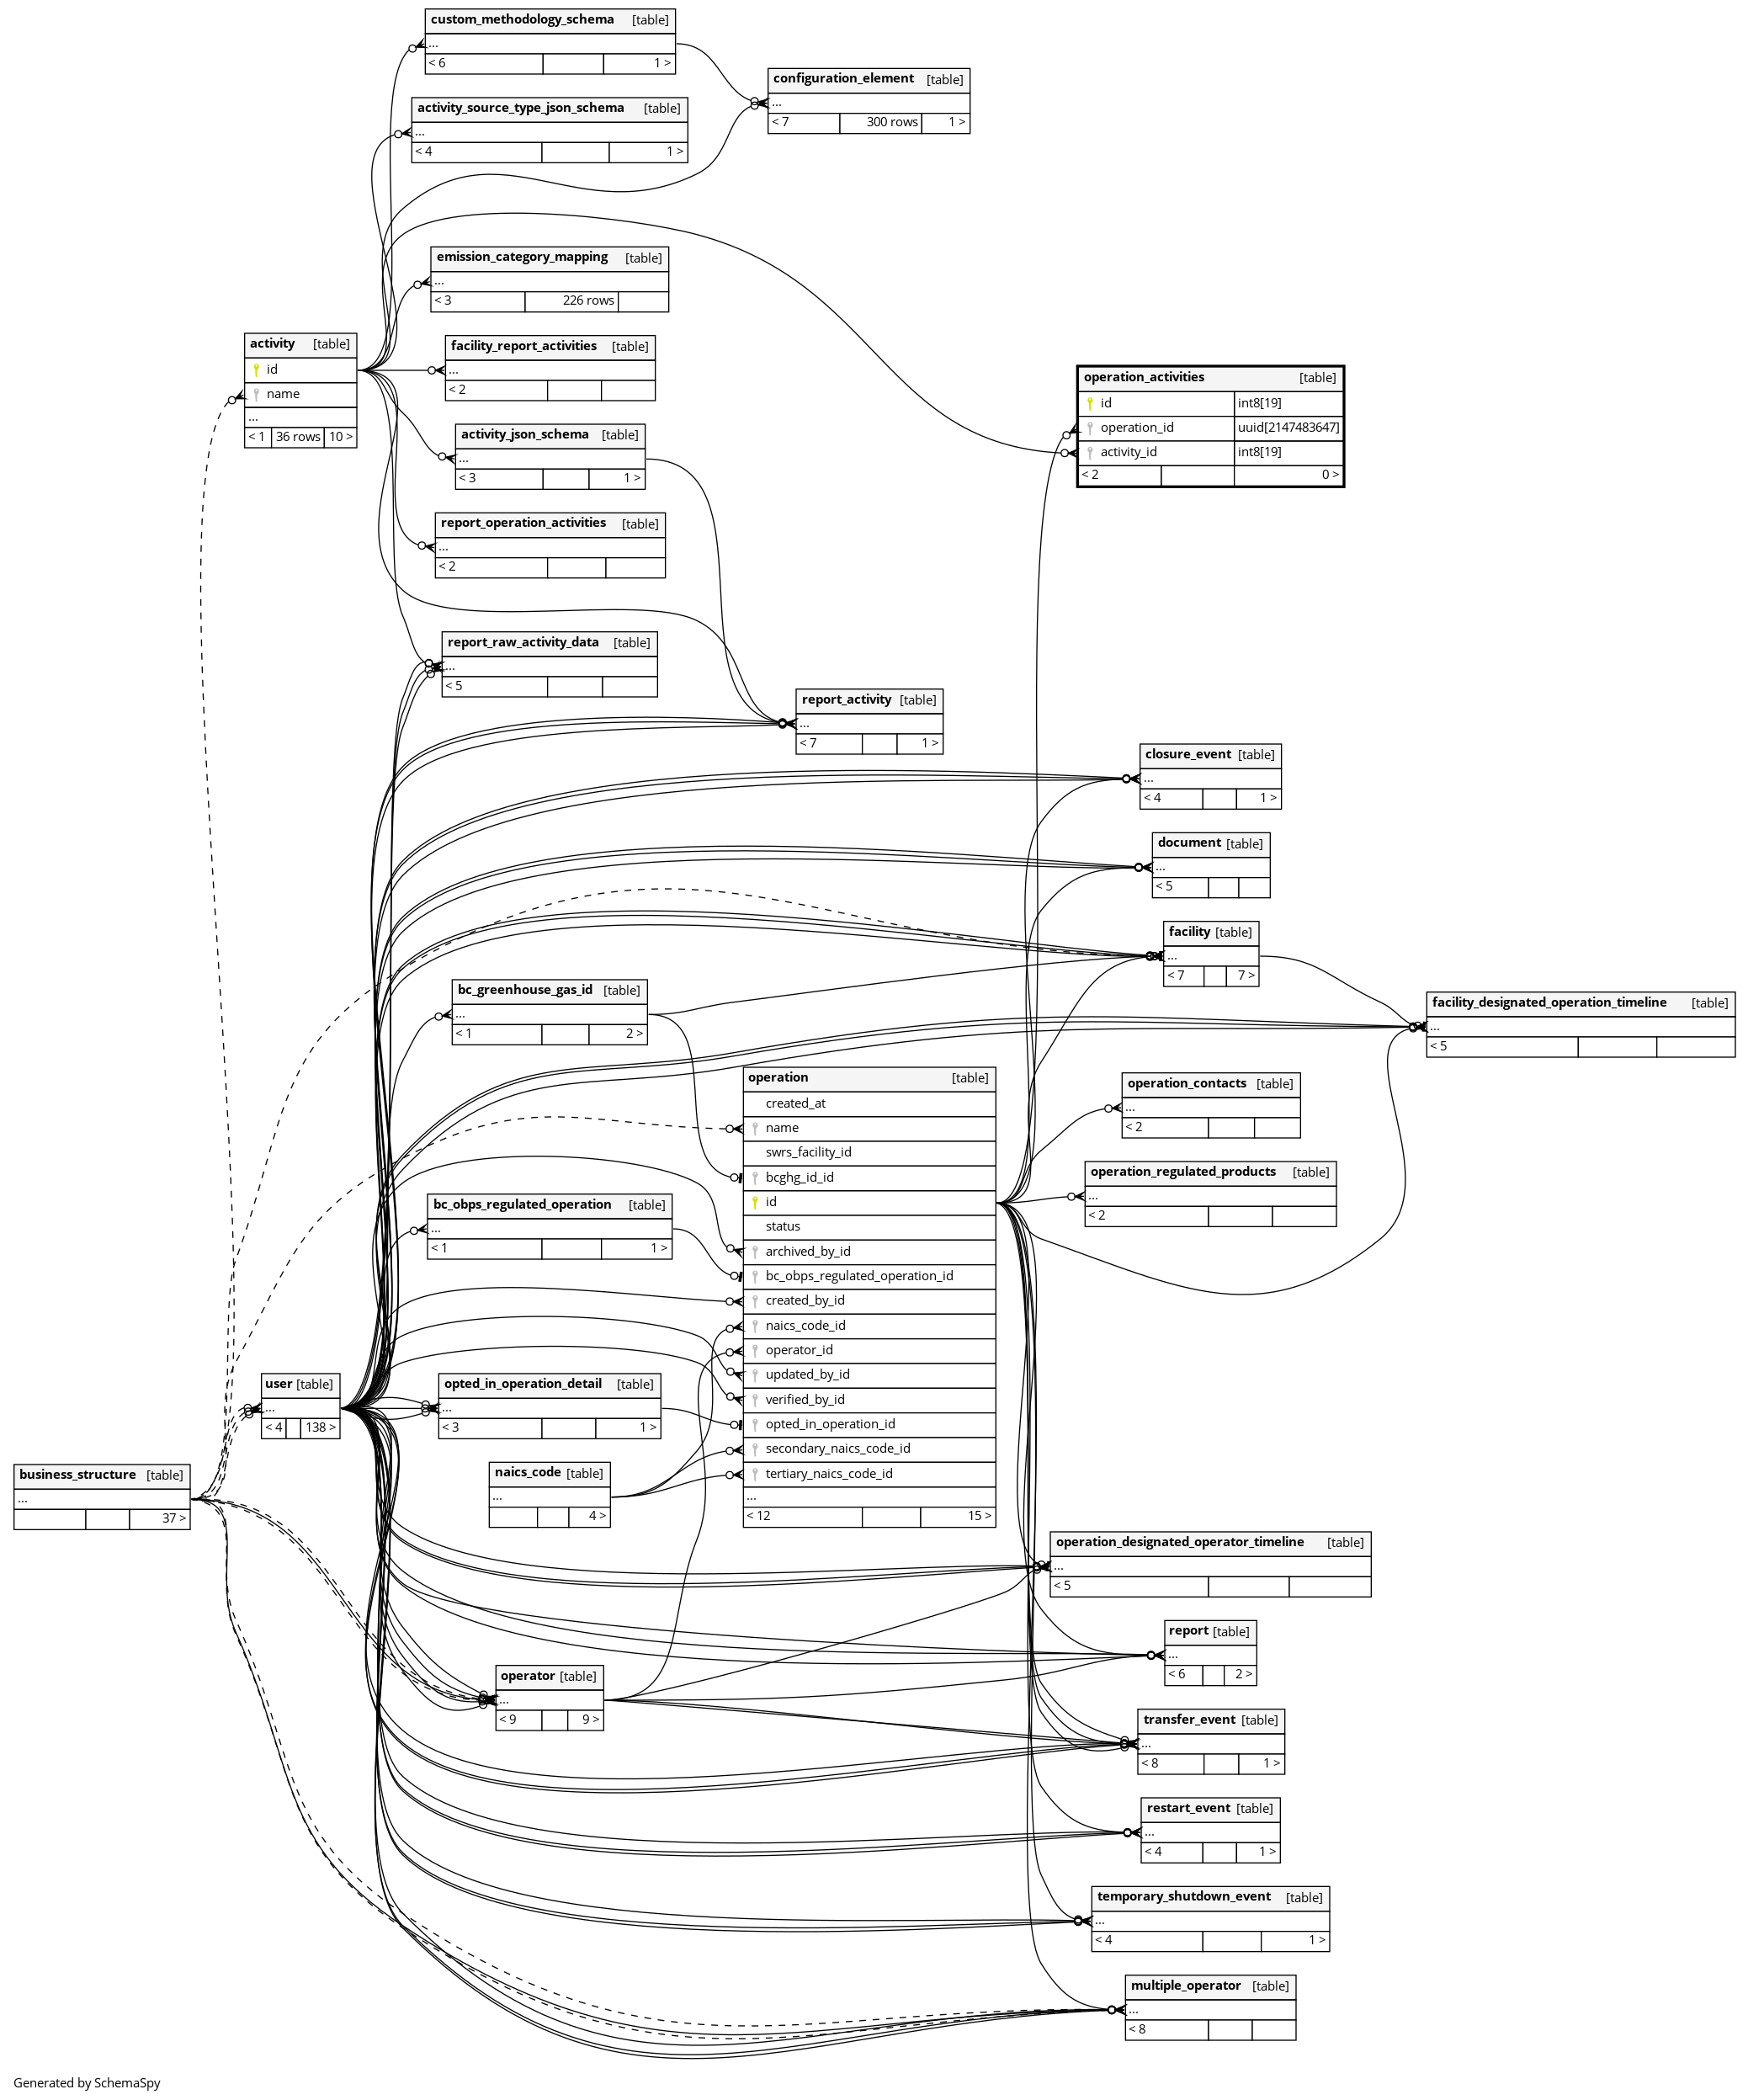 custom_methodology_schema [table]
...
< 6 1 >
configuration_element [table]
...
< 7 300 rows 1 >
activity_source_type_json_schema [table]
...
< 4 1 >
emission_category_mapping [table]
...
< 3 226 rows
activity [table]
id
name
...
< 1 36 rows 10 >
facility_report_activities [table]
...
< 2
operation_activities [table]
id int8[19]
operation_id uuid[2147483647]
activity_id int8[19]
< 2 0 >
activity_json_schema [table]
...
< 3 1 >
report_operation_activities [table]
...
< 2
report_raw_activity_data [table]
...
< 5
report_activity [table]
...
< 7 1 >
closure_event [table]
...
< 4 1 >
document [table]
...
< 5
facility [table]
...
< 7 7 >
bc_greenhouse_gas_id [table]
...
< 1 2 >
facility_designated_operation_timeline [table]
...
< 5
operation [table]
created_at
name
swrs_facility_id
bcghg_id_id
id
status
archived_by_id
bc_obps_regulated_operation_id
created_by_id
naics_code_id
operator_id
updated_by_id
verified_by_id
opted_in_operation_id
secondary_naics_code_id
tertiary_naics_code_id
...
< 12 15 >
operation_contacts [table]
...
< 2
operation_regulated_products [table]
...
< 2
bc_obps_regulated_operation [table]
...
< 1 1 >
user [table]
...
< 4 138 >
opted_in_operation_detail [table]
...
< 3 1 >
business_structure [table]
...
37 >
naics_code [table]
...
4 >
operation_designated_operator_timeline [table]
...
< 5
report [table]
...
< 6 2 >
operator [table]
...
< 9 9 >
transfer_event [table]
...
< 8 1 >
restart_event [table]
...
< 4 1 >
temporary_shutdown_event [table]
...
< 4 1 >
multiple_operator [table]
...
< 8
Generated by SchemaSpy